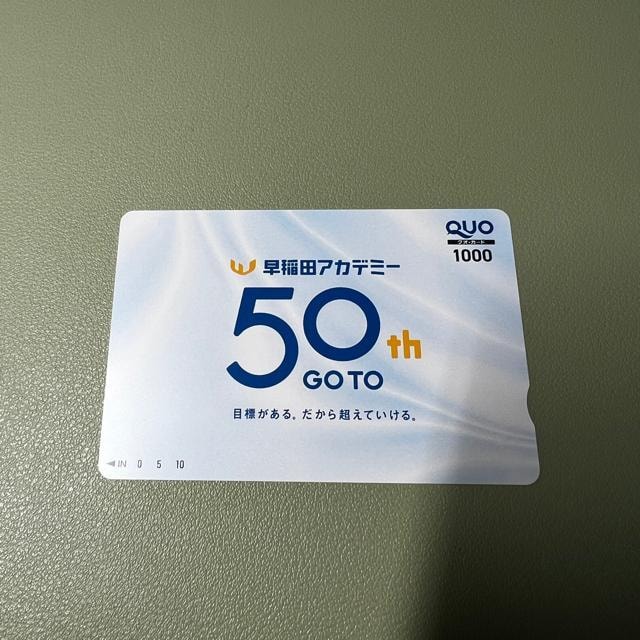 QUO
クオ・カード
1000
早稲田アカデミー
50th
GO TO
目標がある。だから超えていける。
◀IN 0 5 10